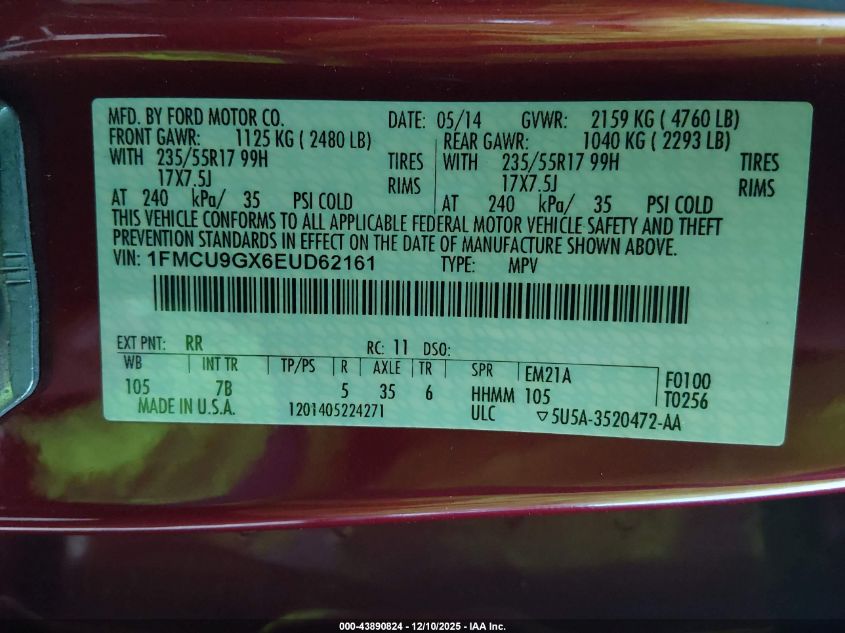 MFD. BY FORD MOTOR CO. DATE: 05/14 GVWR: 2159 KG ( 4760 LB)
FRONT GAWR: 1125 KG ( 2480 LB) REAR GAWR: 1040 KG ( 2293 LB)
WITH 235/55R17 99H TIRES WITH 235/55R17 99H TIRES
17X7.5J RIMS 17X7.5J RIMS
AT 240 kPa/ 35 PSI COLD AT 240 kPa/ 35 PSI COLD
THIS VEHICLE CONFORMS TO ALL APPLICABLE FEDERAL MOTOR VEHICLE SAFETY AND THEFT
PREVENTION STANDARDS IN EFFECT ON THE DATE OF MANUFACTURE SHOWN ABOVE.
VIN: 1FMCU9GX6EUD62161 TYPE: MPV
EXT PNT: RR RC: 11 DSO:
WB INT TR TP/PS R AXLE TR SPR EM21A F0100
105 7B 5 35 6 HHMM 105 T0256
MADE IN U.S.A. 1201405224271 ULC ▽5U5A-3520472-AA
000-43890824 - 12/10/2025 - IAA Inc.